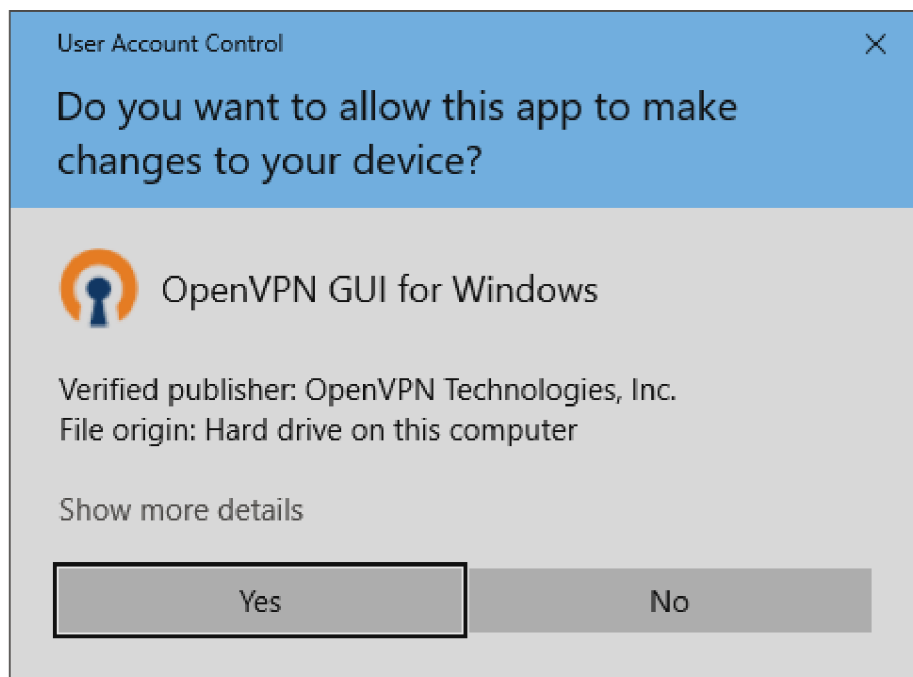 User Account Control
Do you want to allow this app to make
changes to your device?
OpenVPN GUI for Windows
Verified publisher: OpenVPN Technologies, Inc.
File origin: Hard drive on this computer
Show more details
Yes
No